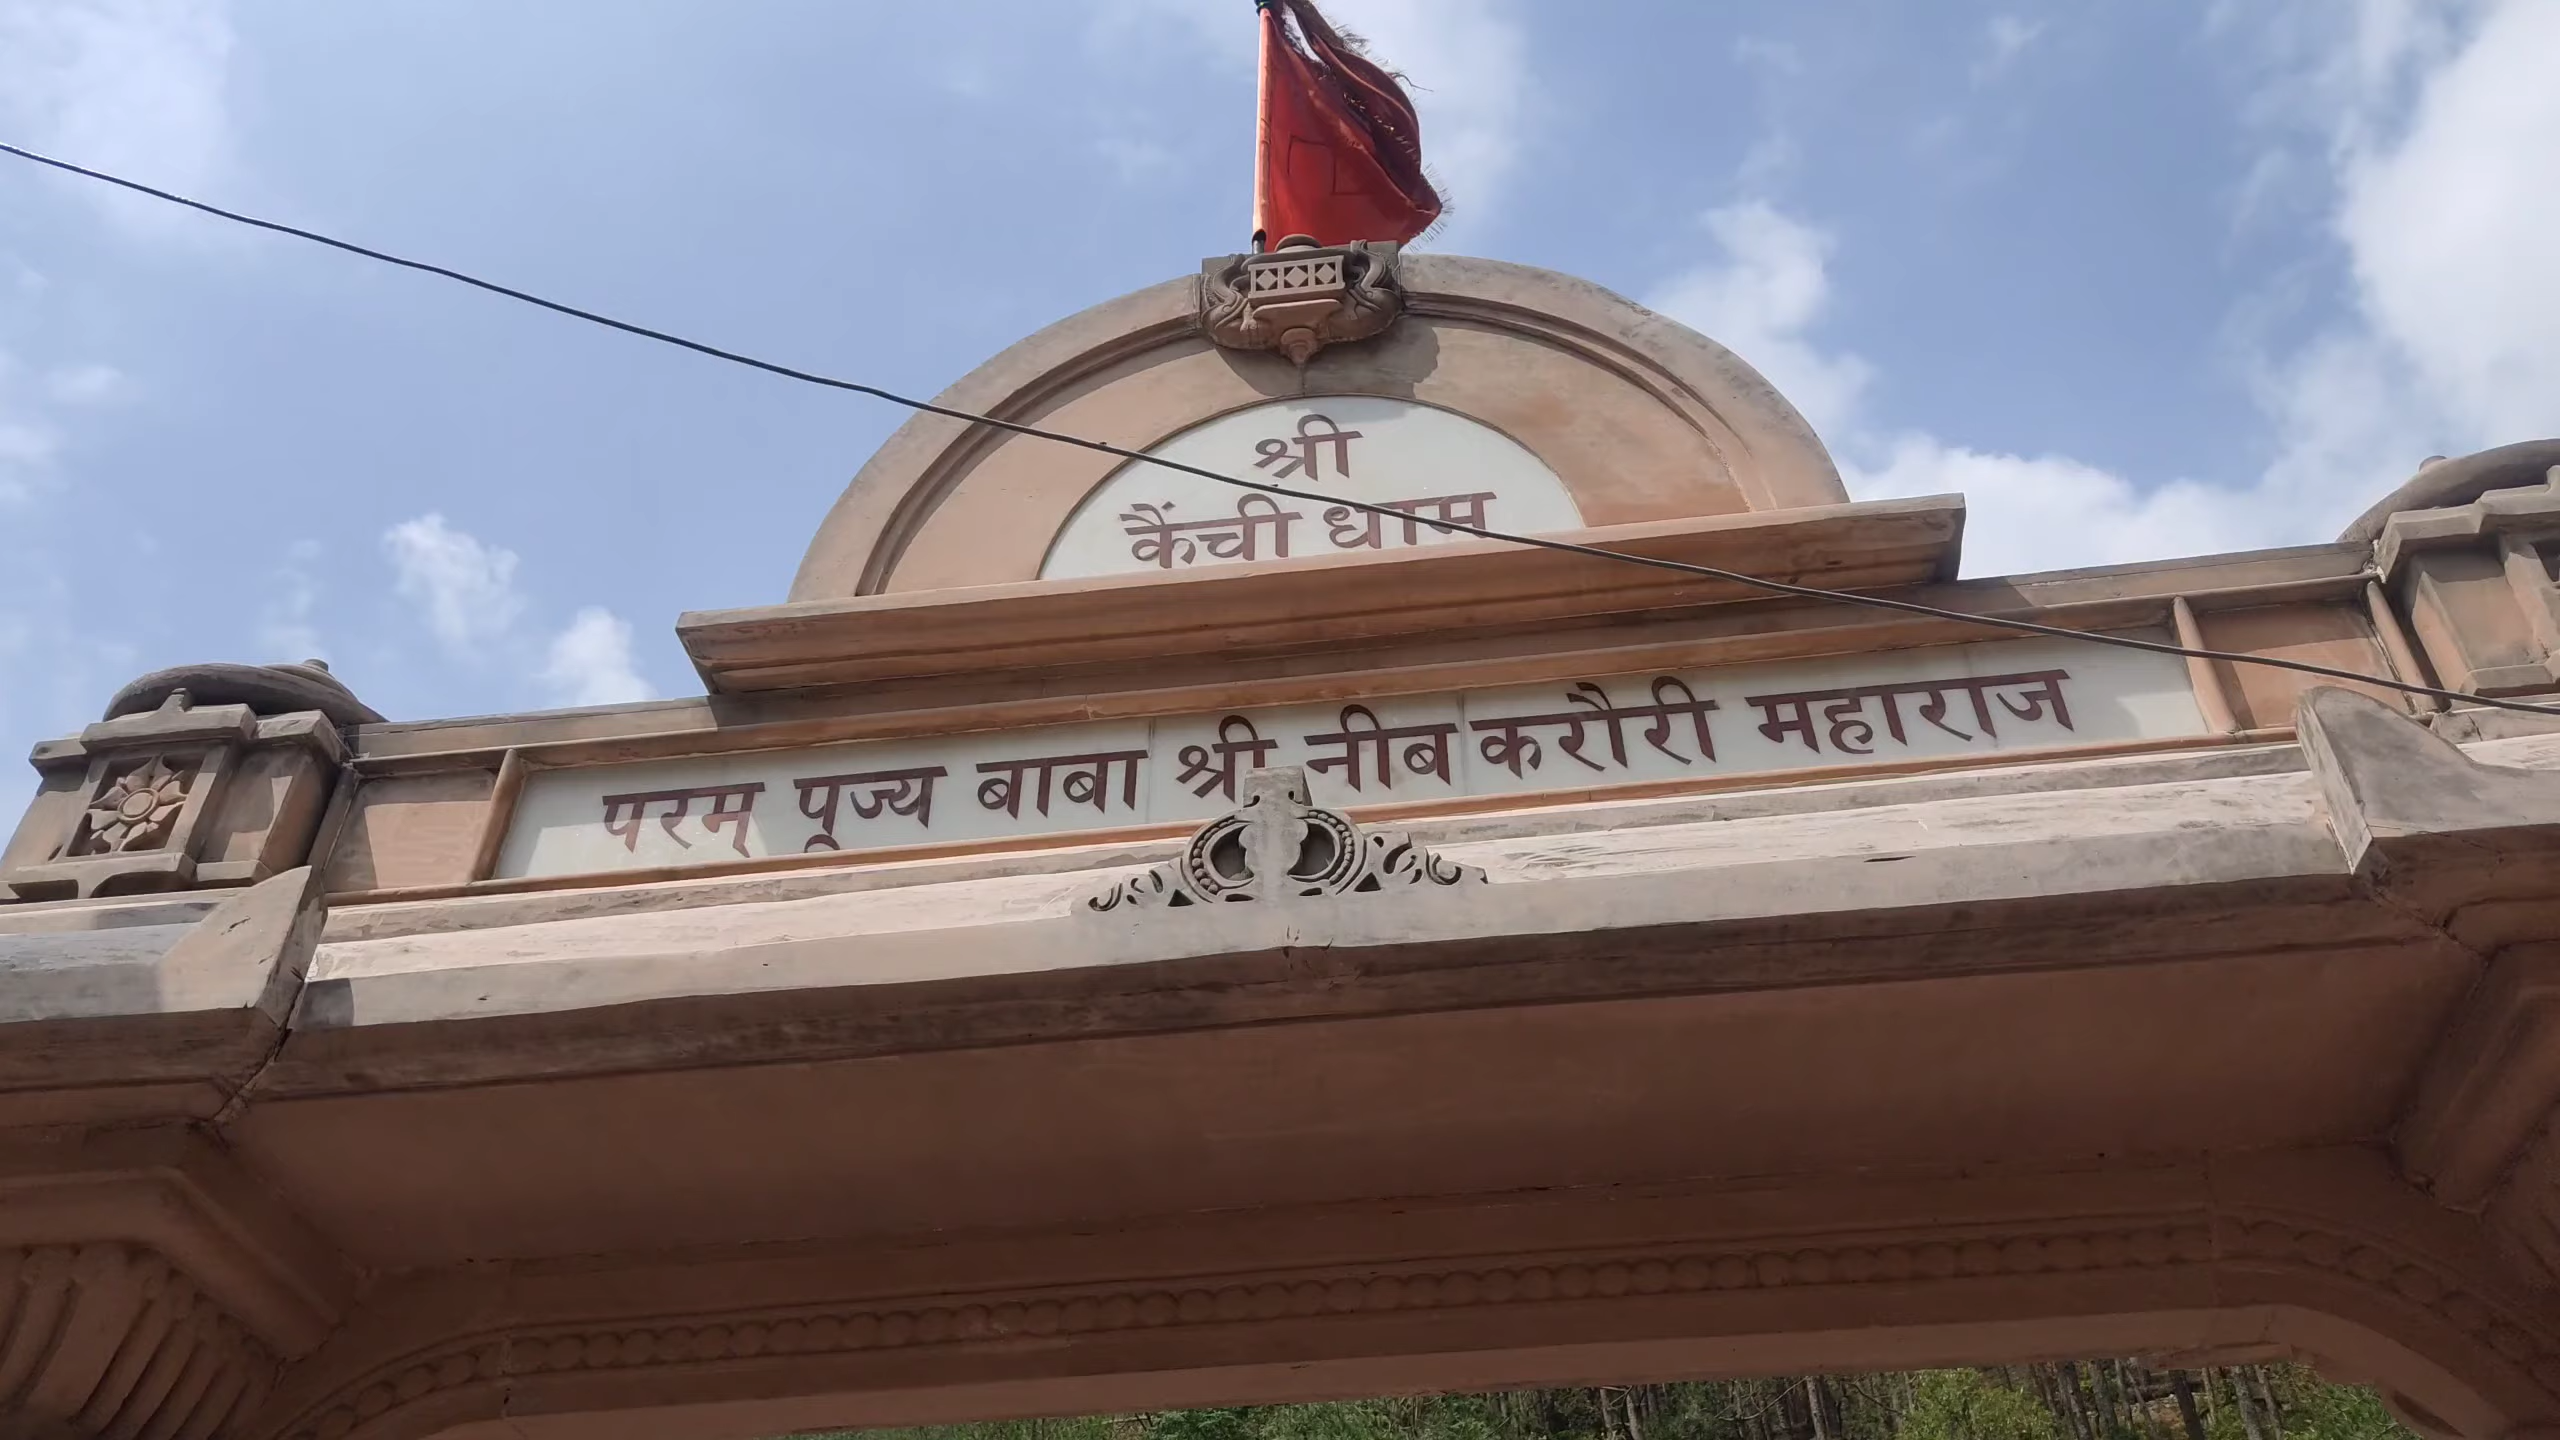 श्री
कैंची धाम
परम् पूज्य बाबा श्री नीब करौरी महाराज